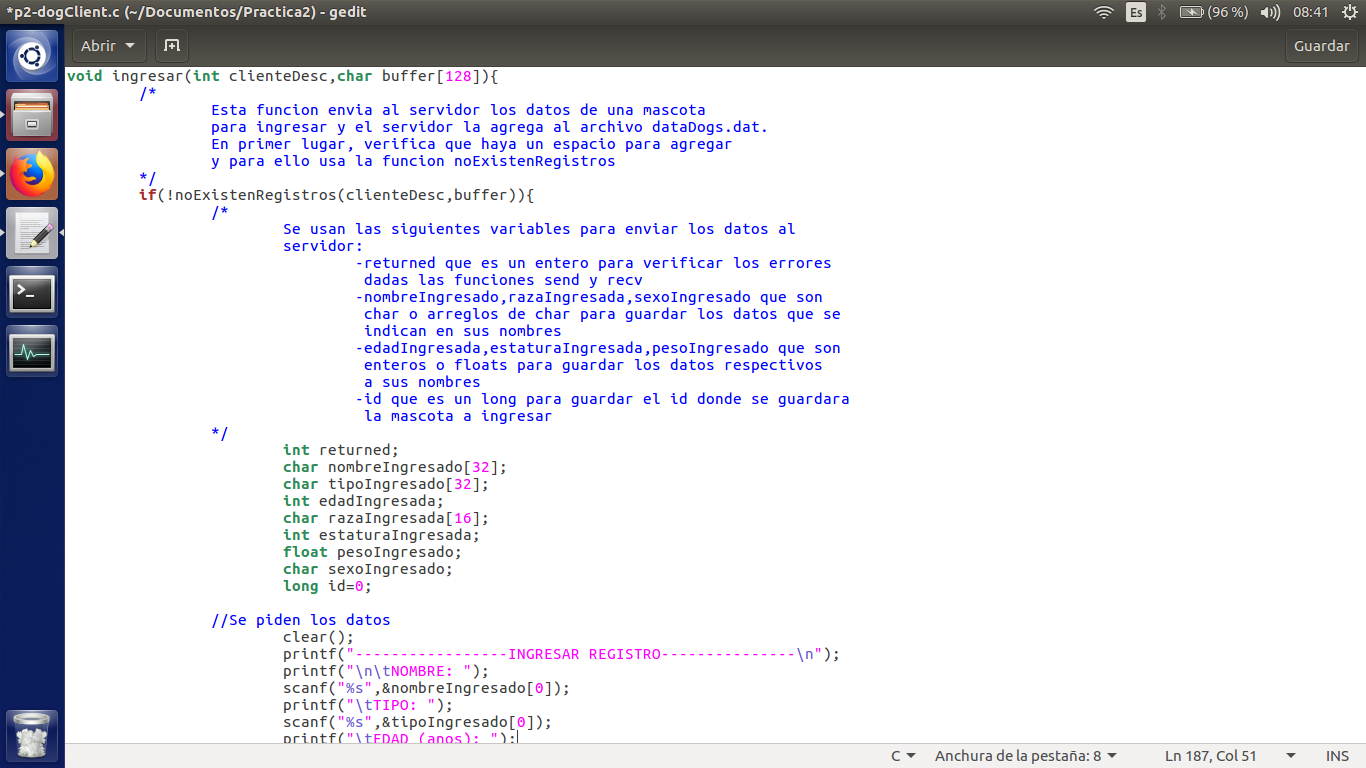 *p2-dogClient.c (~/Documentos/Practica2) - gedit
Es
(96 %)
08:41
Abrir
Guardar
void ingresar(int clienteDesc,char buffer[128]){
/*
Esta funcion envia al servidor los datos de una mascota
para ingresar y el servidor la agrega al archivo dataDogs.dat.
En primer lugar, verifica que haya un espacio para agregar
y para ello usa la funcion noExistenRegistros
*/
if(!noExistenRegistros(clienteDesc,buffer)){
/*
Se usan las siguientes variables para enviar los datos al
servidor:
-returned que es un entero para verificar los errores
dadas las funciones send y recv
-nombreIngresado,razaIngresada,sexoIngresado que son
char o arreglos de char para guardar los datos que se
indican en sus nombres
-edadIngresada,estaturaIngresada,pesoIngresado que son
enteros o floats para guardar los datos respectivos
a sus nombres
-id que es un long para guardar el id donde se guardara
la mascota a ingresar
*/
int returned;
char nombreIngresado[32];
char tipoIngresado[32];
int edadIngresada;
char razaIngresada[16];
int estaturaIngresada;
float pesoIngresado;
char sexoIngresado;
long id=0;
//Se piden los datos
clear();
printf("-----------------INGRESAR REGISTRO---------------\n");
printf("\n\tNOMBRE: ");
scanf("%s",&nombreIngresado[0]);
printf("\tTIPO: ");
scanf("%s",&tipoIngresado[0]);
printf("\tEDAD (anos): ");
C
Anchura de la pestaña: 8
Ln 187, Col 51
INS